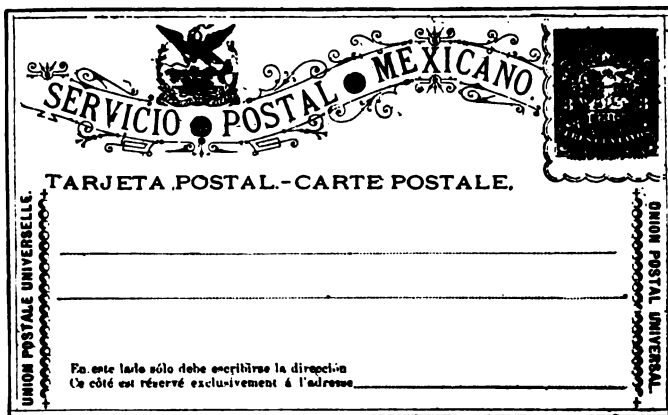 SERVICIO POSTAL MEXICANO.
TARJETA POSTAL.-CARTE POSTALE.
UNION POSTALE UNIVERSELLE.
UNION POSTAL UNIVERSAL.
En este lado sólo debe escribirse la dirección
Ce côté est réservé exclusivement á l'adresse